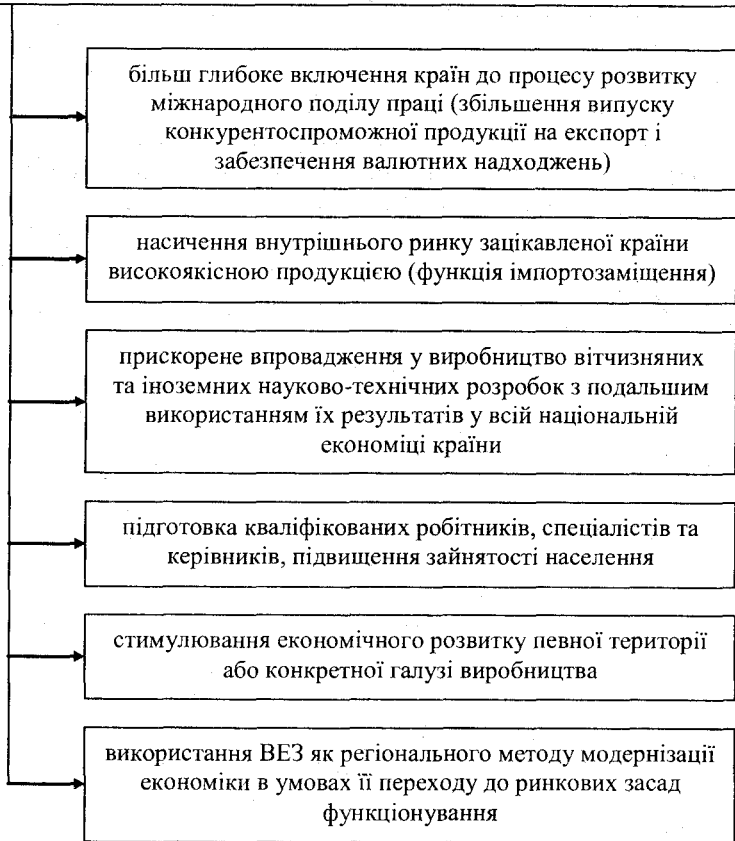 більш глибоке включення країн до процесу розвитку
міжнародного поділу праці (збільшення випуску
конкурентоспроможної продукції на експорт і
забезпечення валютних надходжень)
насичення внутрішнього ринку зацікавленої країни
високоякісною продукцією (функція імпортозаміщення)
прискорене впровадження у виробництво вітчизняних
та іноземних науково-технічних розробок з подальшим
використанням їх результатів у всій національній
економіці країни
підготовка кваліфікованих робітників, спеціалістів та
керівників, підвищення зайнятості населення
стимулювання економічного розвитку певної території
або конкретної галузі виробництва
використання ВЕЗ як регіонального методу модернізації
економіки в умовах її переходу до ринкових засад
функціонування